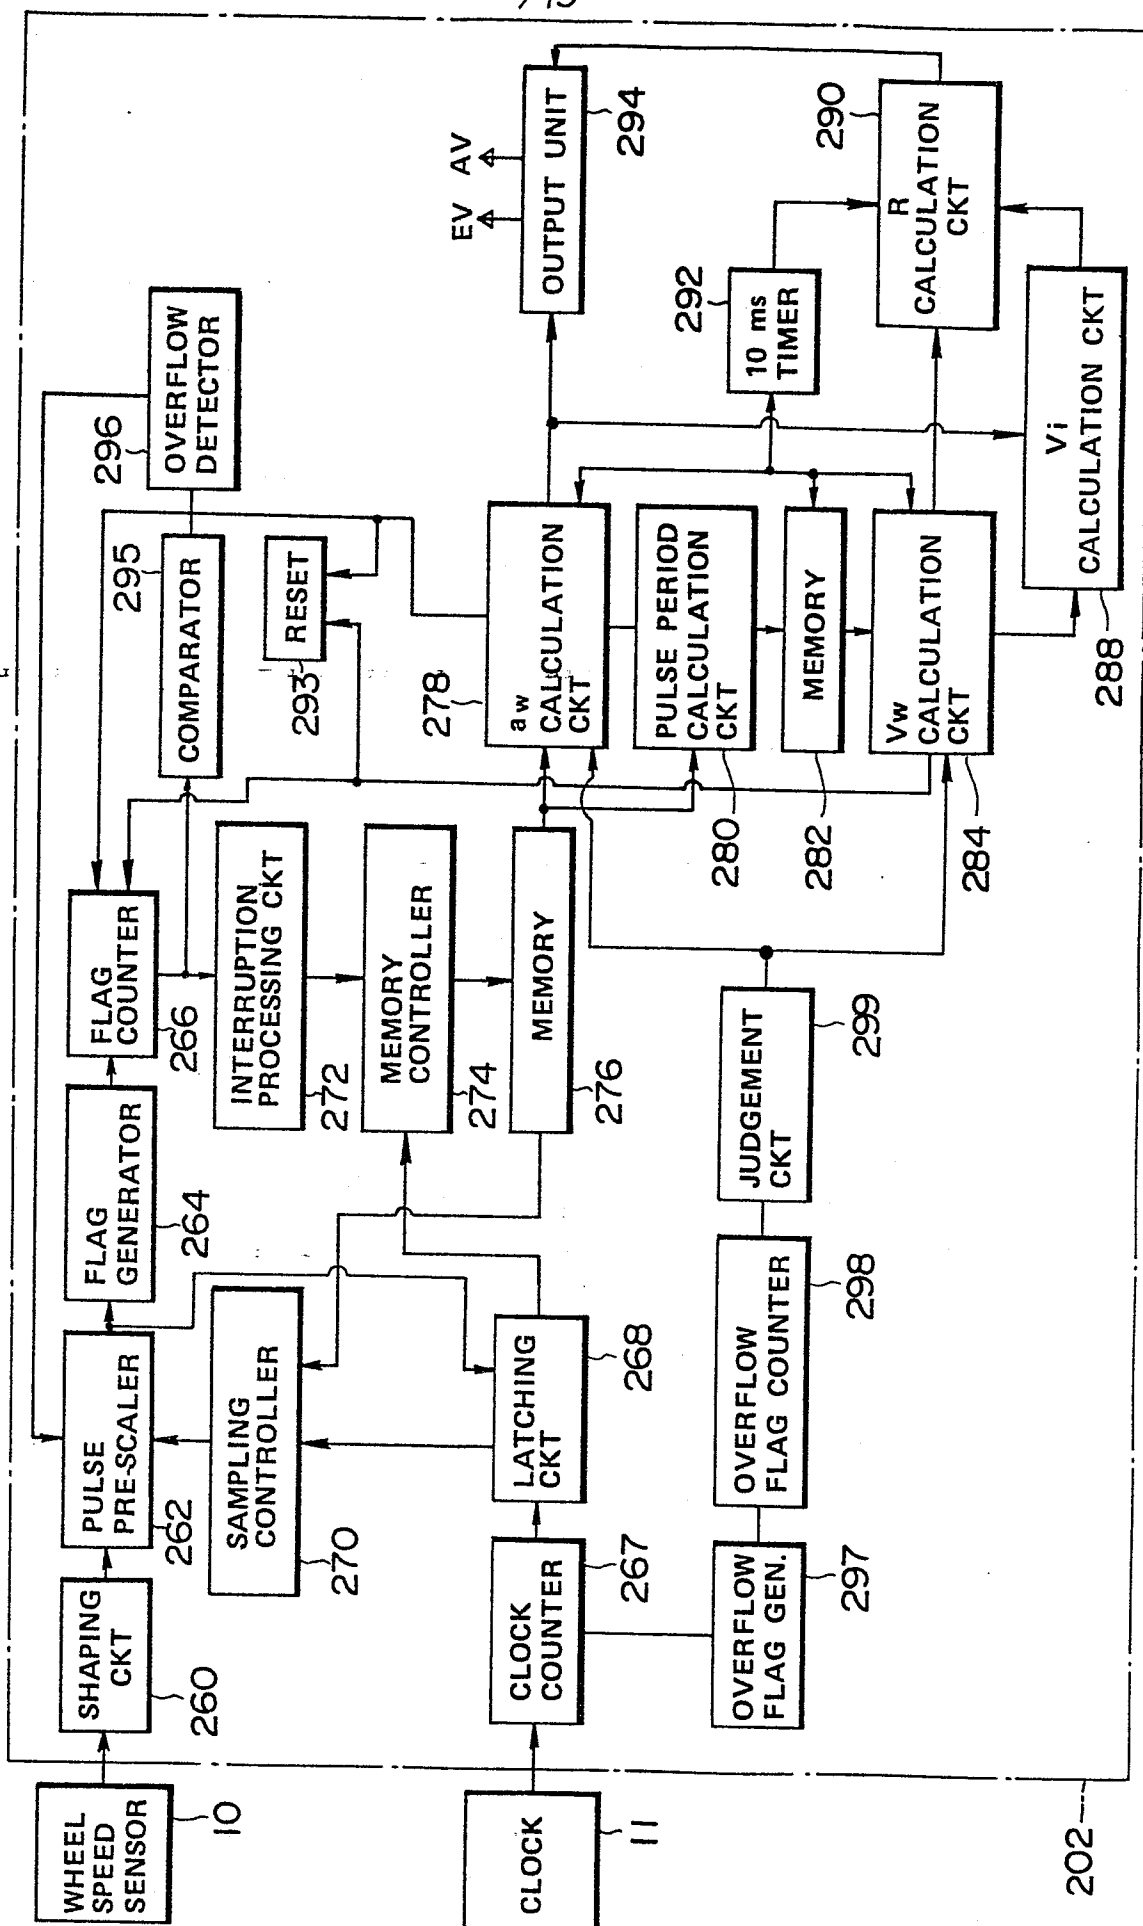 WHEEL
SPEED
SENSOR
10
SHAPING
CKT
260
PULSE
PRE-SCALER
262
FLAG
GENERATOR
264
FLAG
COUNTER
266
COMPARATOR
295
OVERFLOW
DETECTOR
296
SAMPLING
CONTROLLER
270
INTERRUPTION
PROCESSING CKT
272
RESET
293
MEMORY
CONTROLLER
274
CLOCK
11
CLOCK
COUNTER
267
LATCHING
CKT
268
MEMORY
276
aw
CALCULATION
CKT
278
EV
AV
OUTPUT UNIT
294
PULSE PERIOD
CALCULATION
CKT
280
OVERFLOW
FLAG GEN.
297
OVERFLOW
FLAG COUNTER
298
JUDGEMENT
CKT
299
MEMORY
282
10 ms
TIMER
292
Vw
CALCULATION
CKT
284
R
CALCULATION
CKT
290
Vi
CALCULATION CKT
288
202